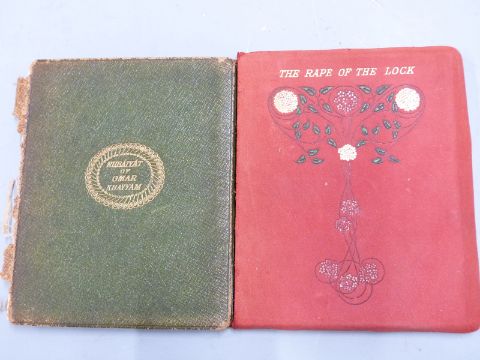 RUBÁIYÁT
OF
OMAR
KHAYYÁM
THE RAPE OF THE LOCK